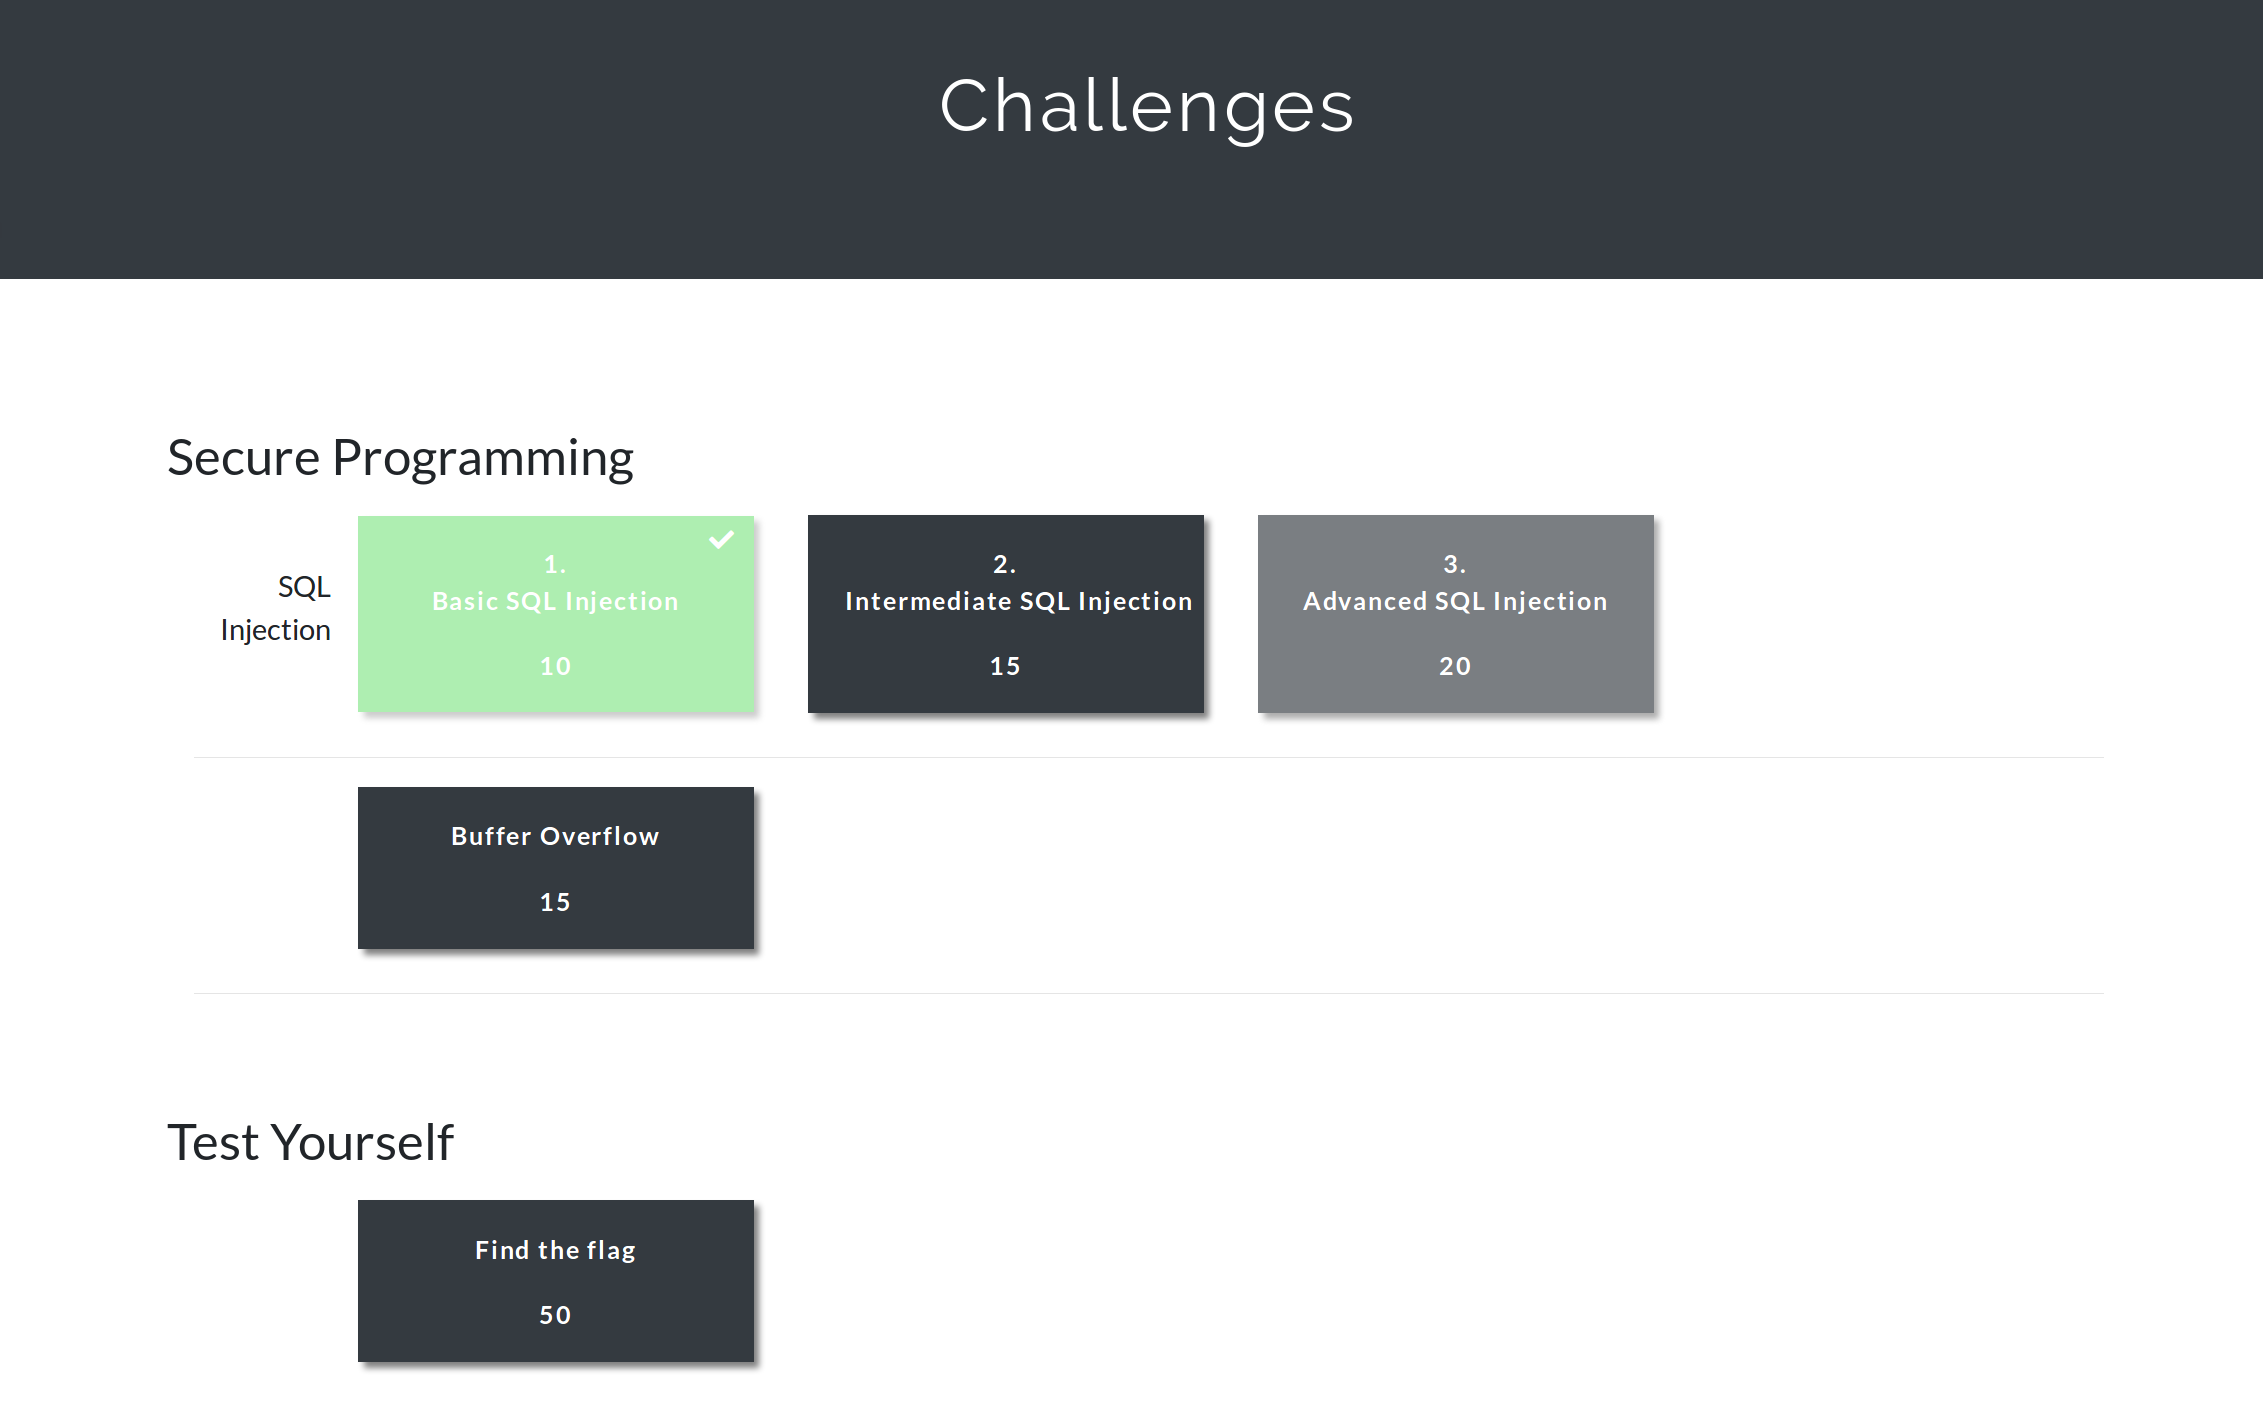 Challenges
Secure Programming
SQL
Injection
1.
Basic SQL Injection
10
2.
Intermediate SQL Injection
15
3.
Advanced SQL Injection
20
Buffer Overflow
15
Test Yourself
Find the flag
50